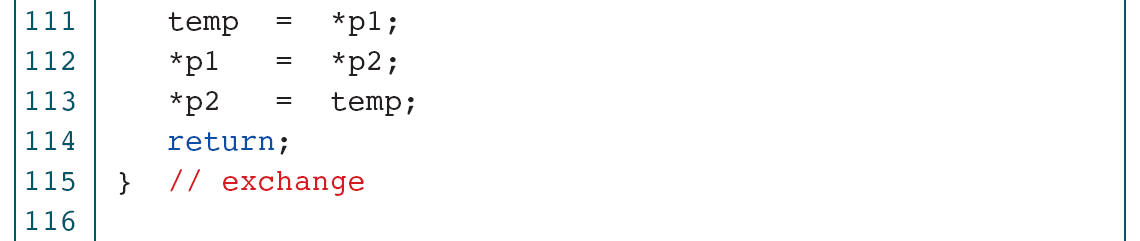 111 temp = *p1;
112 *p1 = *p2;
113 *p2 = temp;
114 return;
115 } // exchange
116